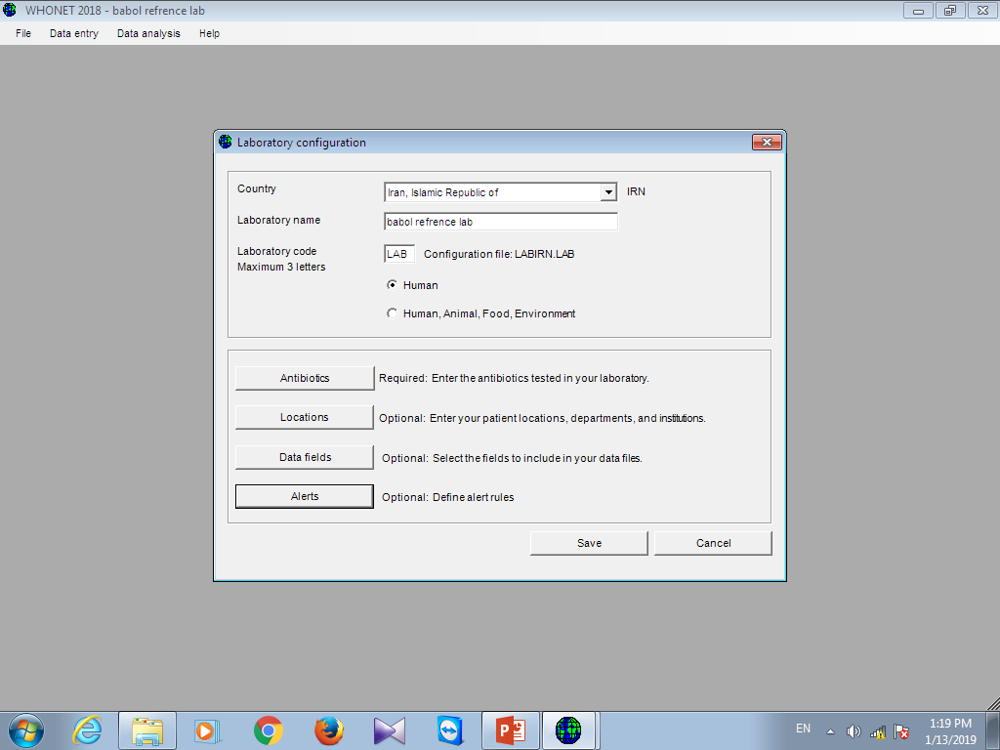 WHONET 2018 - babol refrence lab
File Data entry Data analysis Help
Laboratory configuration
Country
Iran, Islamic Republic of
IRN
Laboratory name
babol refrence lab
Laboratory code
Maximum 3 letters
LAB
Configuration file: LABIRN.LAB
Human
Human, Animal, Food, Environment
Antibiotics
Required: Enter the antibiotics tested in your laboratory.
Locations
Optional: Enter your patient locations, departments, and institutions.
Data fields
Optional: Select the fields to include in your data files.
Alerts
Optional: Define alert rules
Save
Cancel
EN
1:19 PM
1/13/2019